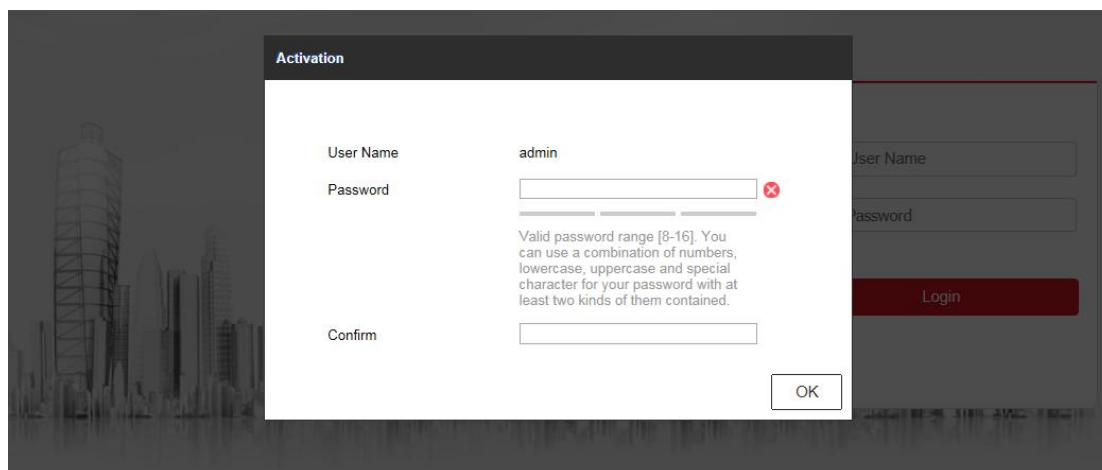 Activation
User Name admin
Password
Valid password range [8-16]. You
can use a combination of numbers,
lowercase, uppercase and special
character for your password with at
least two kinds of them contained.
Confirm
OK
User Name
Password
Login